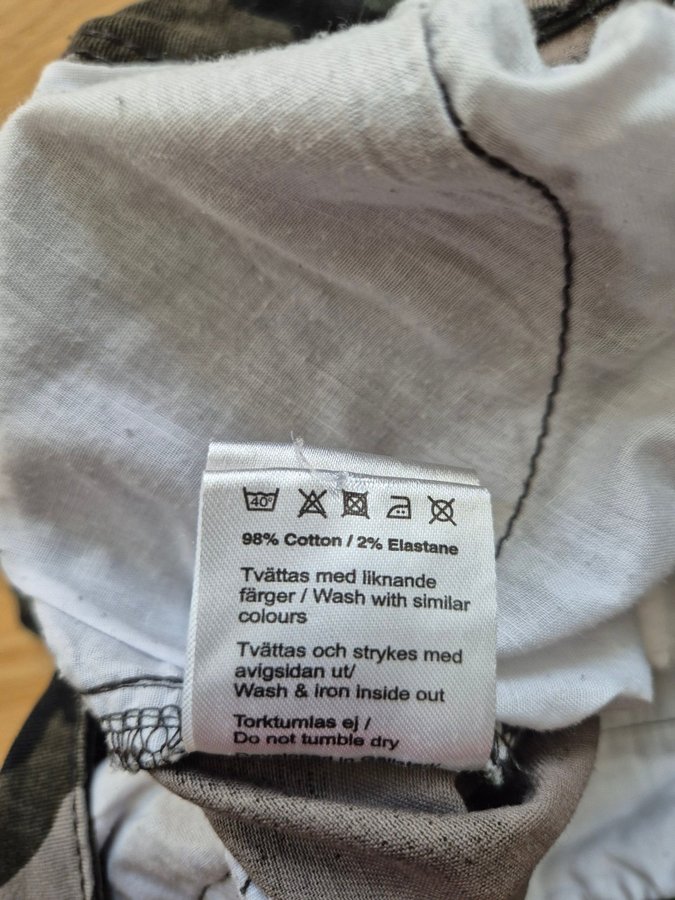 40°
98% Cotton / 2% Elastane
Tvättas med liknande
färger / Wash with similar
colours
Tvättas och strykes med
avigsidan ut/
Wash & iron inside out
Torktumlas ej /
Do not tumble dry